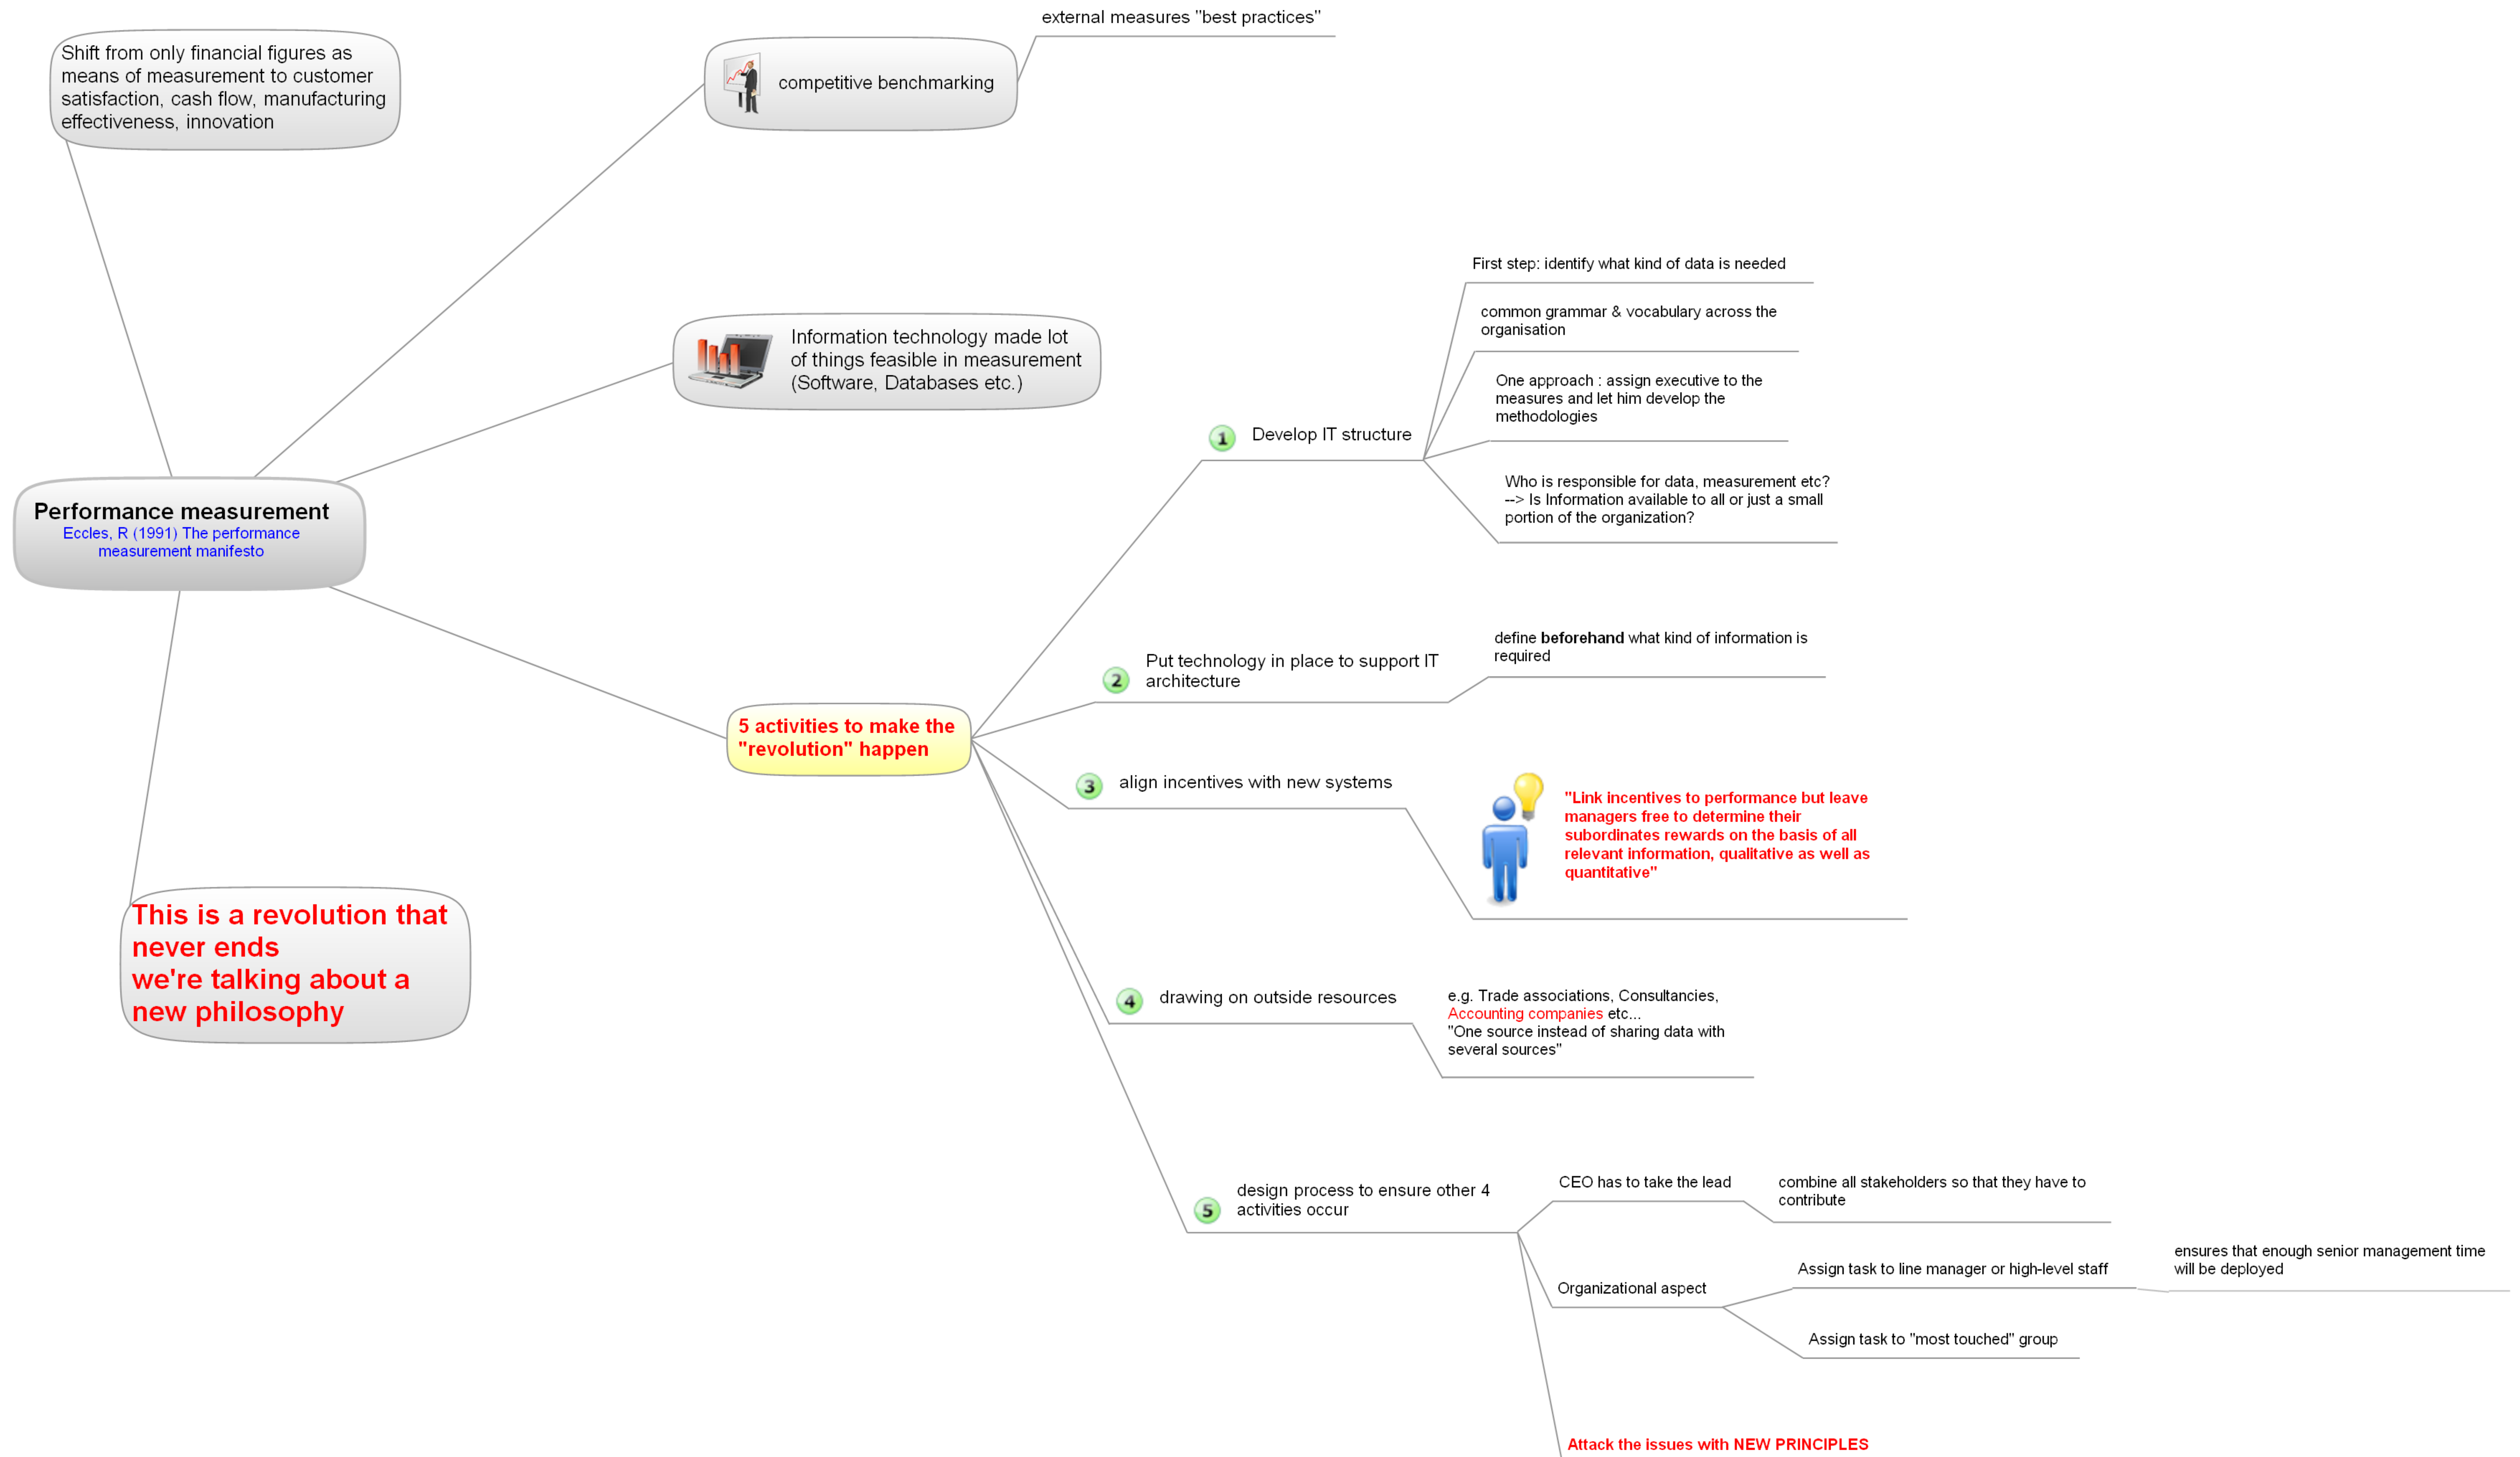 external measures "best practices"
Shift from only financial figures as
means of measurement to customer
satisfaction, cash flow, manufacturing
effectiveness, innovation
competitive benchmarking
Information technology made lot
of things feasible in measurement
(Software, Databases etc.)
Performance measurement
Eccles, R (1991) The performance
measurement manifesto
5 activities to make the
"revolution" happen
This is a revolution that
never ends
we're talking about a
new philosophy
1
Develop IT structure
First step: identify what kind of data is needed
common grammar & vocabulary across the
organisation
One approach : assign executive to the
measures and let him develop the
methodologies
Who is responsible for data, measurement etc?
--> Is Information available to all or just a small
portion of the organization?
2
Put technology in place to support IT
architecture
define beforehand what kind of information is
required
3
align incentives with new systems
"Link incentives to performance but leave
managers free to determine their
subordinates rewards on the basis of all
relevant information, qualitative as well as
quantitative"
4
drawing on outside resources
e.g. Trade associations, Consultancies,
Accounting companies etc...
"One source instead of sharing data with
several sources"
5
design process to ensure other 4
activities occur
CEO has to take the lead
combine all stakeholders so that they have to
contribute
Organizational aspect
Assign task to line manager or high-level staff
ensures that enough senior management time
will be deployed
Assign task to "most touched" group
Attack the issues with NEW PRINCIPLES